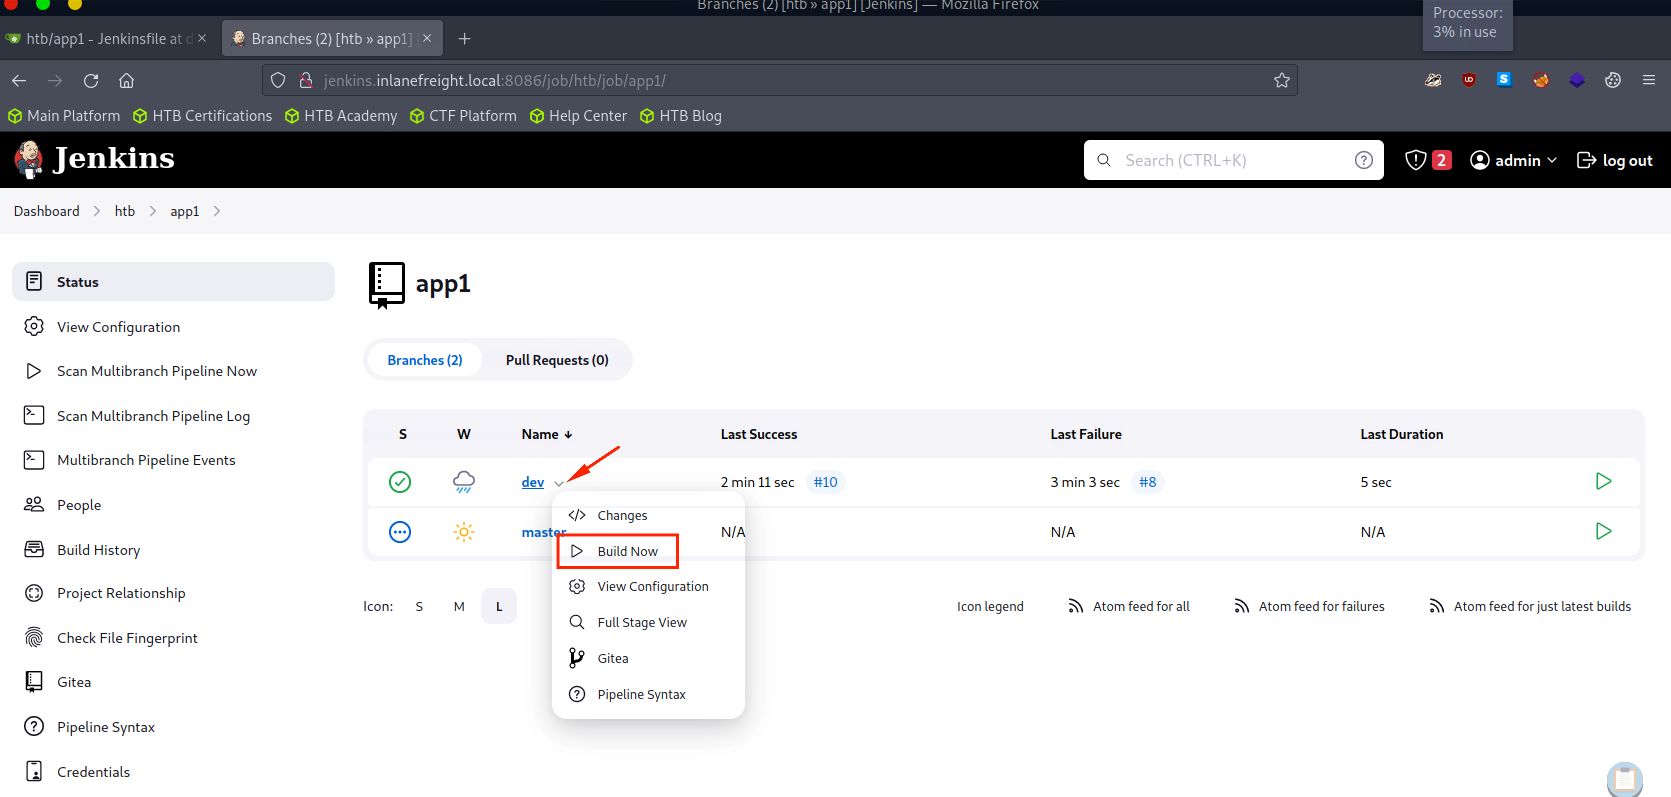 Branches (2) [htb » app1] [Jenkins] — Mozilla Firefox
Processor:
3% in use
htb/app1 - Jenkinsfile at d
Branches (2) [htb » app1] [
jenkins.inlanefreight.local:8086/job/htb/job/app1/
Main Platform HTB Certifications HTB Academy CTF Platform Help Center HTB Blog
Jenkins
Search (CTRL+K)
2
admin
log out
Dashboard htb app1
Status
View Configuration
Scan Multibranch Pipeline Now
Scan Multibranch Pipeline Log
Multibranch Pipeline Events
People
Build History
Project Relationship
Check File Fingerprint
Gitea
Pipeline Syntax
Credentials
app1
Branches (2) Pull Requests (0)
S W Name ↓ Last Success Last Failure Last Duration
dev 2 min 11 sec #10 3 min 3 sec #8 5 sec
master N/A N/A N/A
Changes
Build Now
View Configuration
Full Stage View
Gitea
Pipeline Syntax
Icon: S M L
Icon legend Atom feed for all Atom feed for failures Atom feed for just latest builds